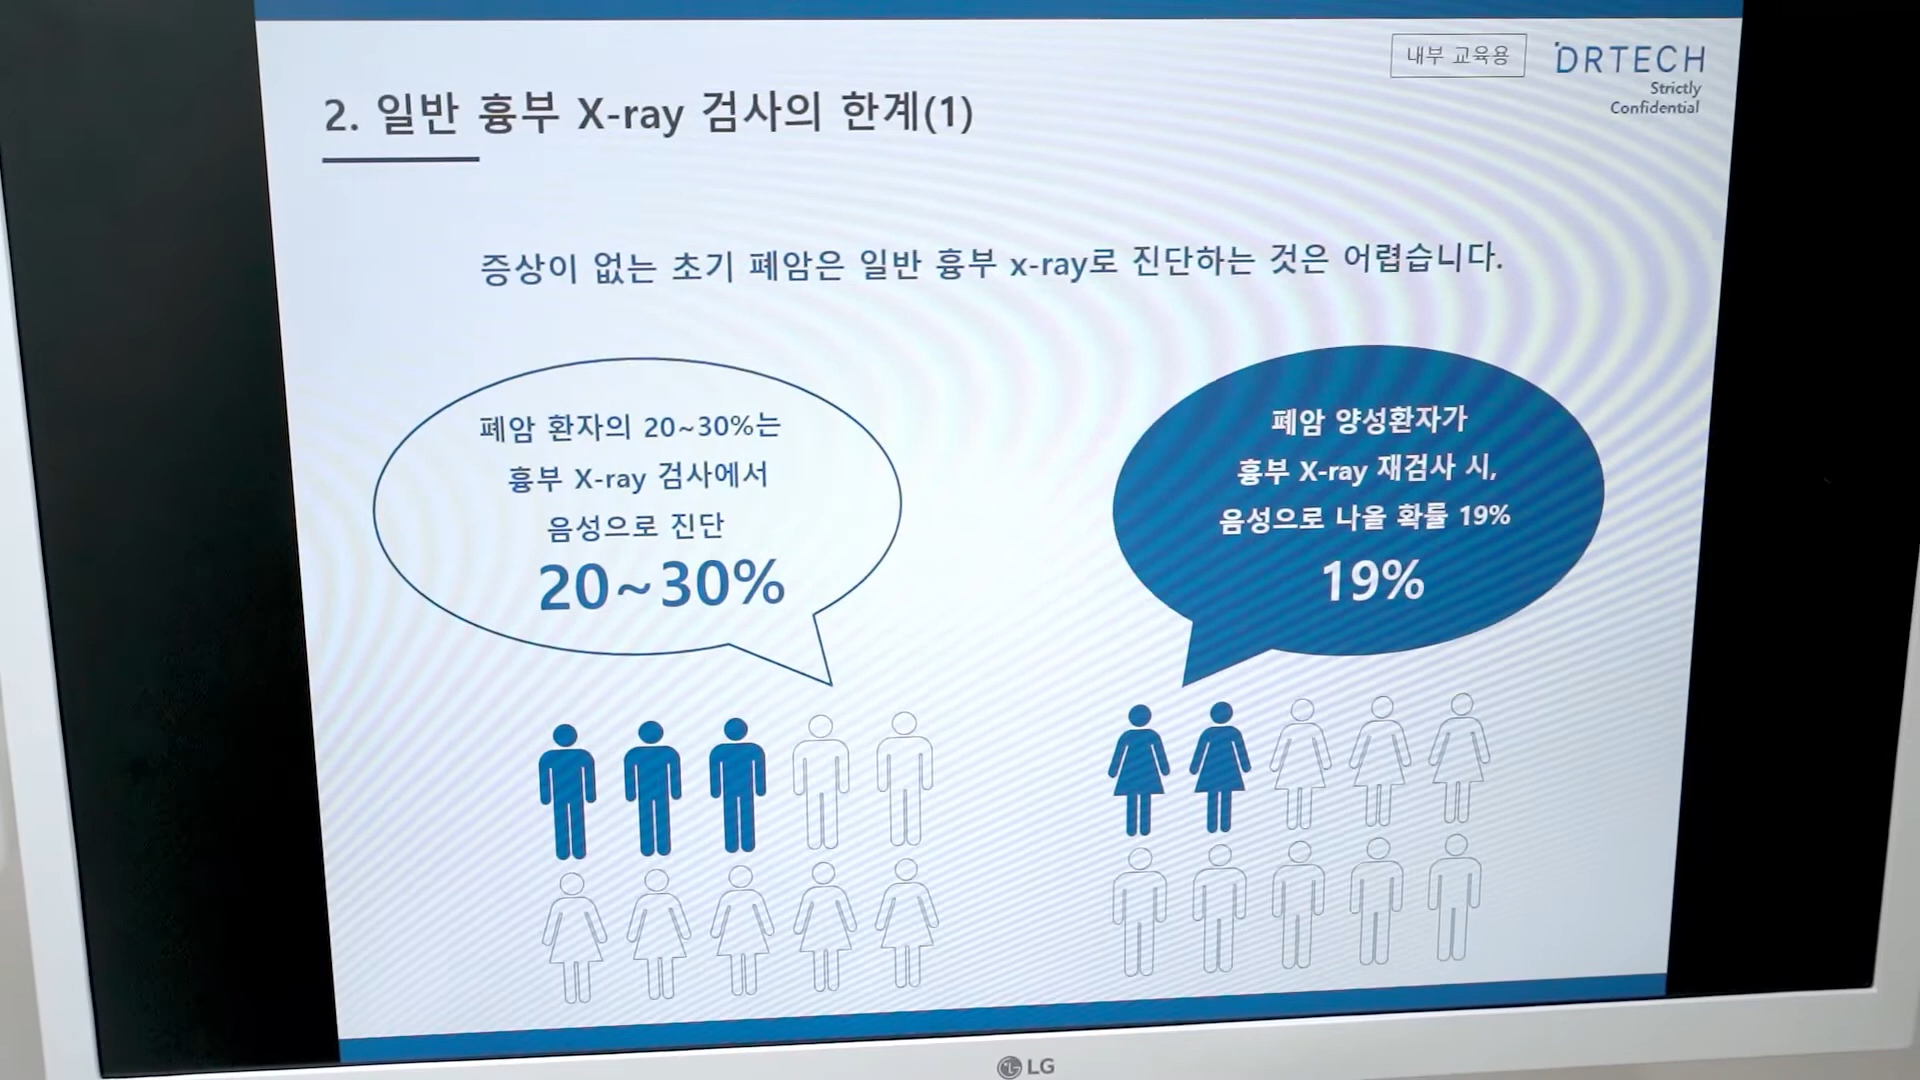 내부 교육용
DRTECH
Strictly
Confidential
2. 일반 흉부 X-ray 검사의 한계(1)
증상이 없는 초기 폐암은 일반 흉부 x-ray로 진단하는 것은 어렵습니다.
폐암 환자의 20~30%는
흉부 X-ray 검사에서
음성으로 진단
20~30%
폐암 양성환자가
흉부 X-ray 재검사 시,
음성으로 나올 확률 19%
19%
LG